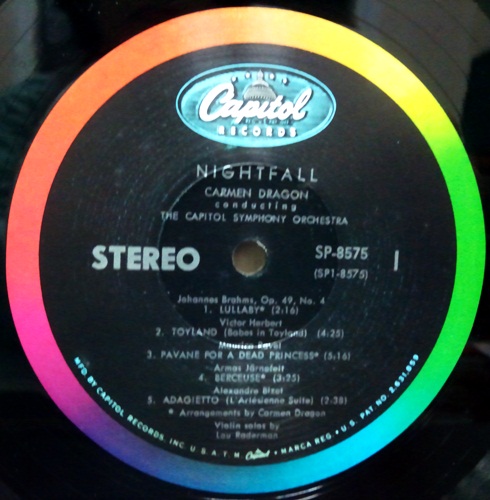 Capitol
RECORDS
NIGHTFALL
CARMEN DRAGON
conducting
THE CAPITOL SYMPHONY ORCHESTRA
STEREO
SP-8575
(SP1-8575)
1
Johannes Brahms, Op. 49, No. 4
1. LULLABY* (2:16)
Victor Herbert
2. TOYLAND (Babes in Toyland) (4:25)
Maurice Ravel
3. PAVANE FOR A DEAD PRINCESS* (5:16)
Armas Järnefelt
4. BERCEUSE* (3:25)
Alexandre Bizet
5. ADAGIETTO (L'Arlésienne Suite) (2:38)
* Arrangements by Carmen Dragon
Violin solos by
Lou Raderman
MFD BY CAPITOL RECORDS, INC U.S.A. T M Capitol MARCA REG. • U.S. PAT NO. 2,631,859